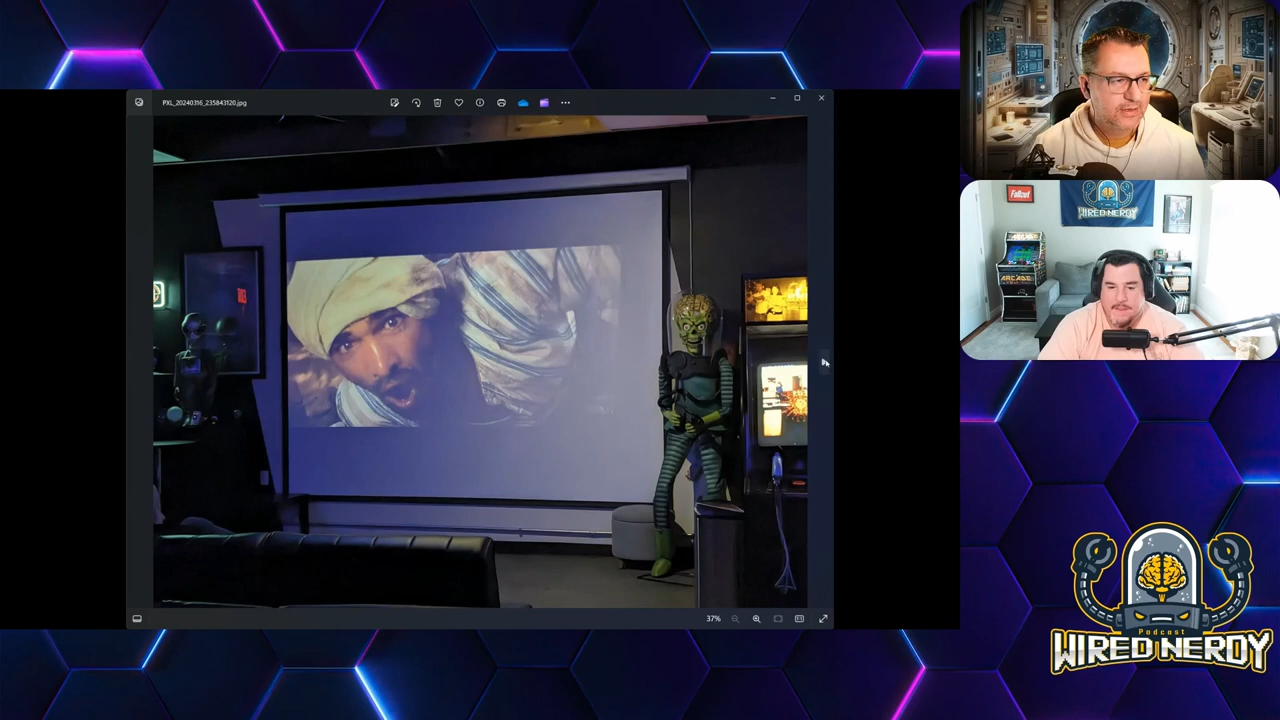 PXL_20240316_235843120.jpg
Fallout
WIRED NERDY
ARCADE
37%
Podcast
WIRED NERDY